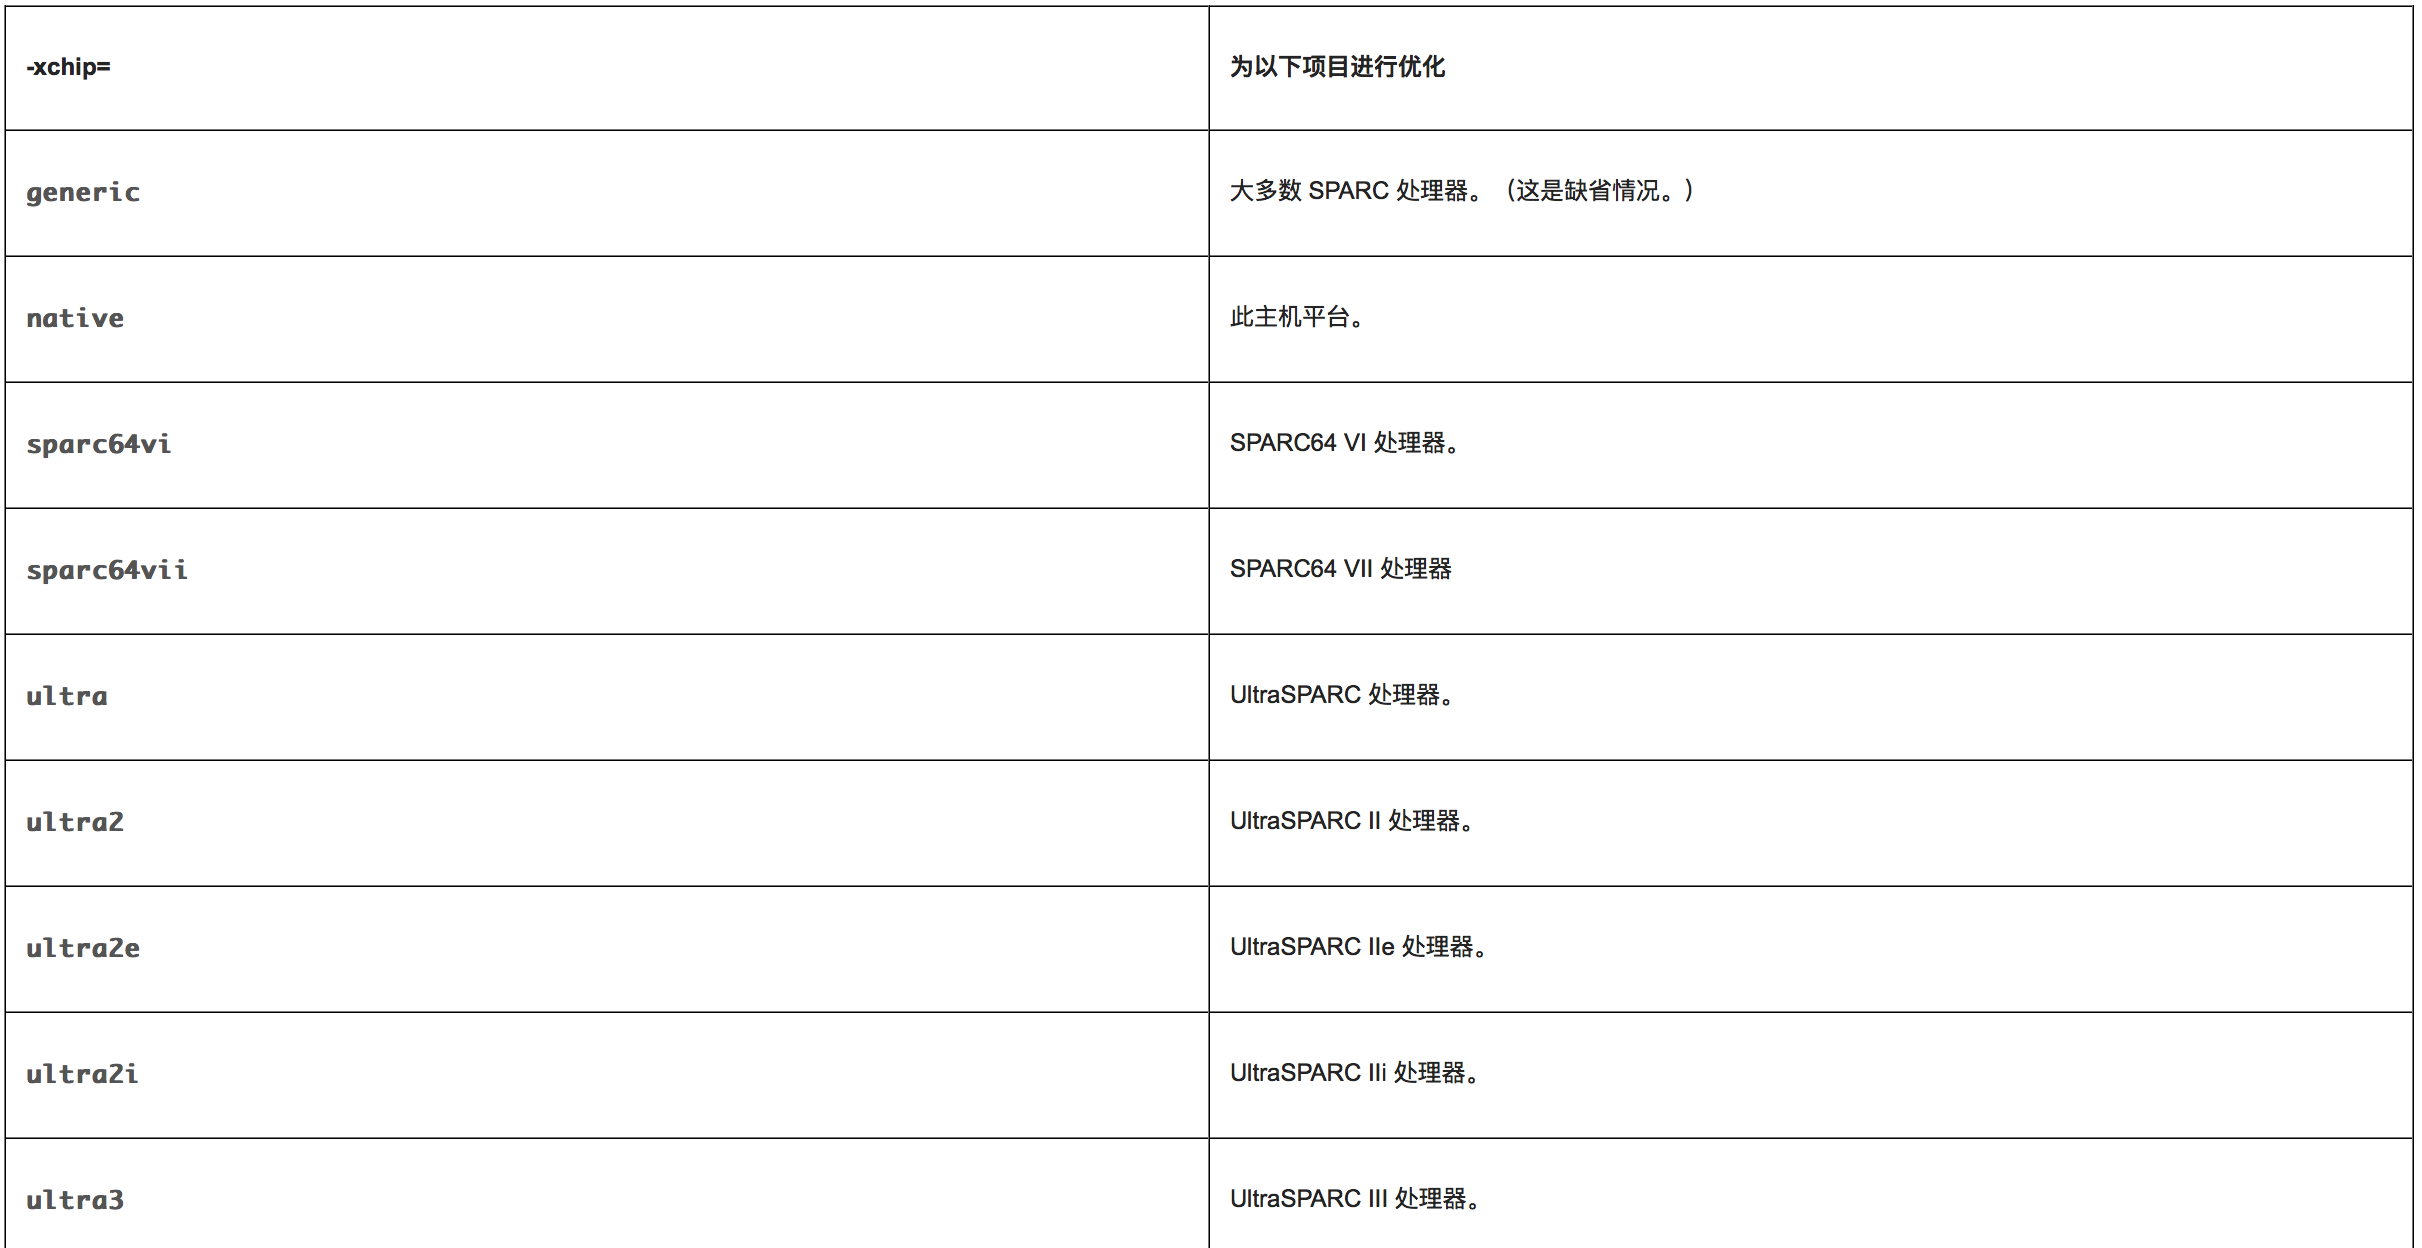 -xchip= 为以下项目进行优化
generic 大多数 SPARC 处理器。（这是缺省情况。）
native 此主机平台。
sparc64vi SPARC64 VI 处理器。
sparc64vii SPARC64 VII 处理器
ultra UltraSPARC 处理器。
ultra2 UltraSPARC II 处理器。
ultra2e UltraSPARC IIe 处理器。
ultra2i UltraSPARC IIi 处理器。
ultra3 UltraSPARC III 处理器。